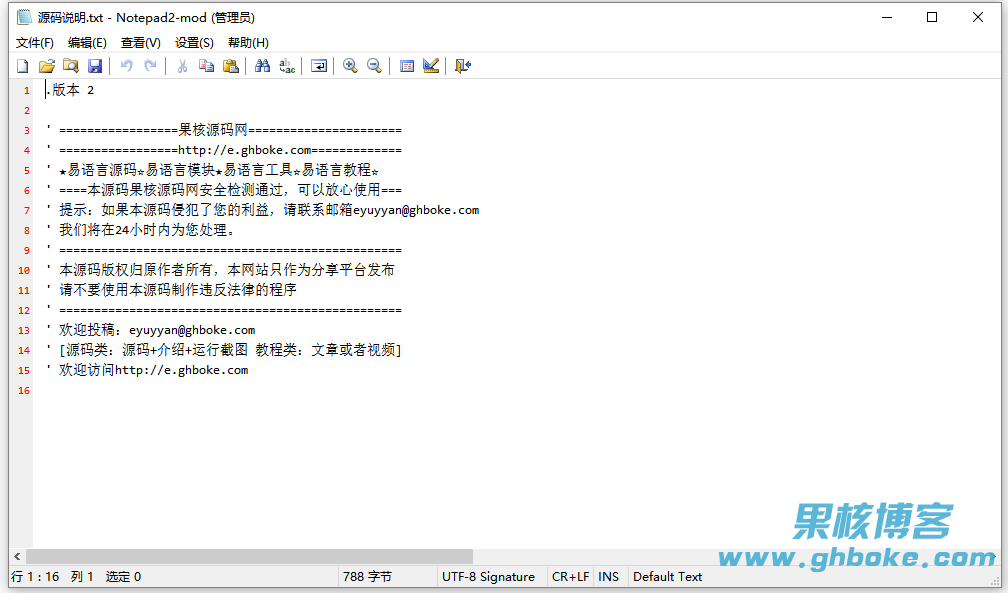 源码说明.txt - Notepad2-mod (管理员)
文件(F) 编辑(E) 查看(V) 设置(S) 帮助(H)
1 .版本 2
2
3 ' =================果核源码网======================
4 ' =================http://e.ghboke.com=============
5 ' ★易语言源码☆易语言模块★易语言工具☆易语言教程☆
6 ' ====本源码果核源码网安全检测通过，可以放心使用===
7 ' 提示：如果本源码侵犯了您的利益，请联系邮箱eyuyyan@ghboke.com
8 ' 我们将在24小时内为您处理。
9 ' =================================================
10 ' 本源码版权归原作者所有，本网站只作为分享平台发布
11 ' 请不要使用本源码制作违反法律的程序
12 ' =================================================
13 ' 欢迎投稿：eyuyyan@ghboke.com
14 ' [源码类：源码+介绍+运行截图 教程类：文章或者视频]
15 ' 欢迎访问http://e.ghboke.com
16
果核博客
www.ghboke.com
行 1 : 16 列 1 选定 0 788 字节 UTF-8 Signature CR+LF INS Default Text